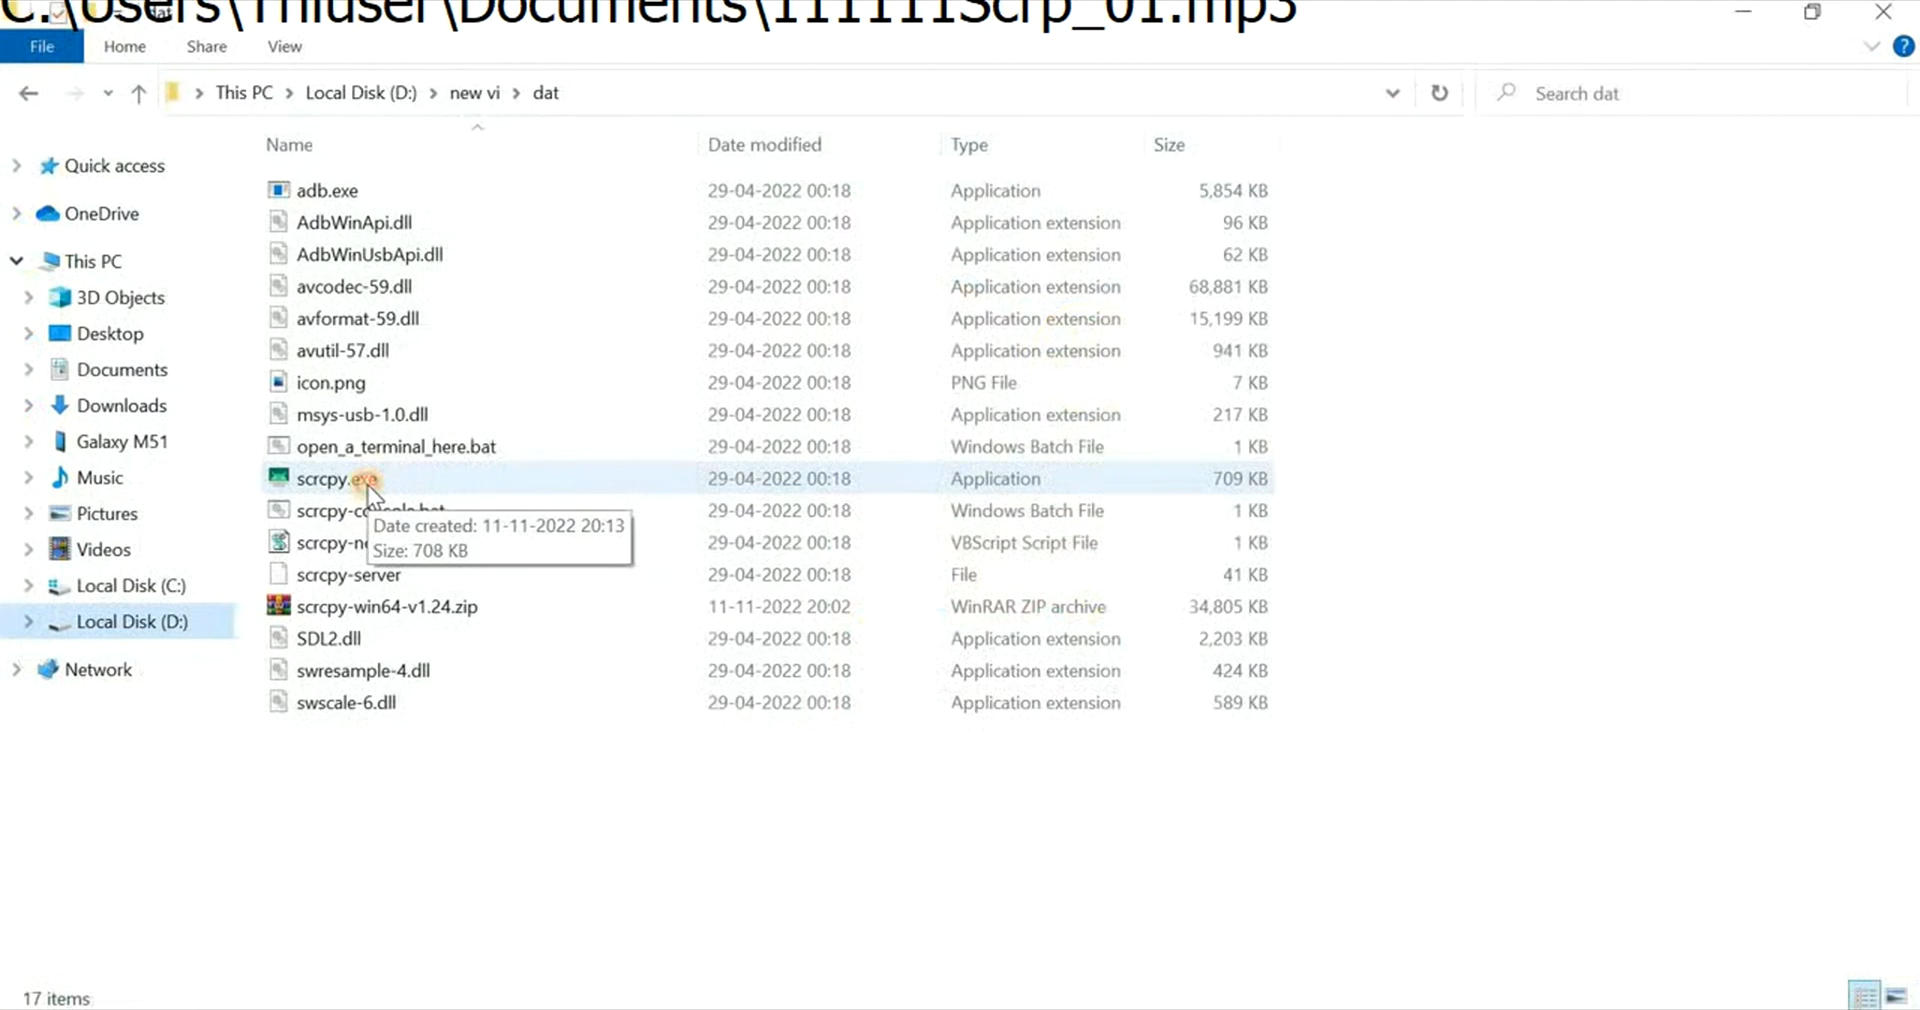 C:\Users\Tmluser\Documents\111111Scrp_01.mp3
File Home Share View
This PC Local Disk (D:) new vi dat
Search dat
Name Date modified Type Size
Quick access
OneDrive
This PC
3D Objects
Desktop
Documents
Downloads
Galaxy M51
Music
Pictures
Videos
Local Disk (C:)
Local Disk (D:)
Network
adb.exe 29-04-2022 00:18 Application 5,854 KB
AdbWinApi.dll 29-04-2022 00:18 Application extension 96 KB
AdbWinUsbApi.dll 29-04-2022 00:18 Application extension 62 KB
avcodec-59.dll 29-04-2022 00:18 Application extension 68,881 KB
avformat-59.dll 29-04-2022 00:18 Application extension 15,199 KB
avutil-57.dll 29-04-2022 00:18 Application extension 941 KB
icon.png 29-04-2022 00:18 PNG File 7 KB
msys-usb-1.0.dll 29-04-2022 00:18 Application extension 217 KB
open_a_terminal_here.bat 29-04-2022 00:18 Windows Batch File 1 KB
scrcpy.exe 29-04-2022 00:18 Application 709 KB
scrcpy-console.bat 29-04-2022 00:18 Windows Batch File 1 KB
Date created: 11-11-2022 20:13
Size: 708 KB
29-04-2022 00:18 VBScript Script File 1 KB
scrcpy-server 29-04-2022 00:18 File 41 KB
scrcpy-win64-v1.24.zip 11-11-2022 20:02 WinRAR ZIP archive 34,805 KB
SDL2.dll 29-04-2022 00:18 Application extension 2,203 KB
swresample-4.dll 29-04-2022 00:18 Application extension 424 KB
swscale-6.dll 29-04-2022 00:18 Application extension 589 KB
17 items